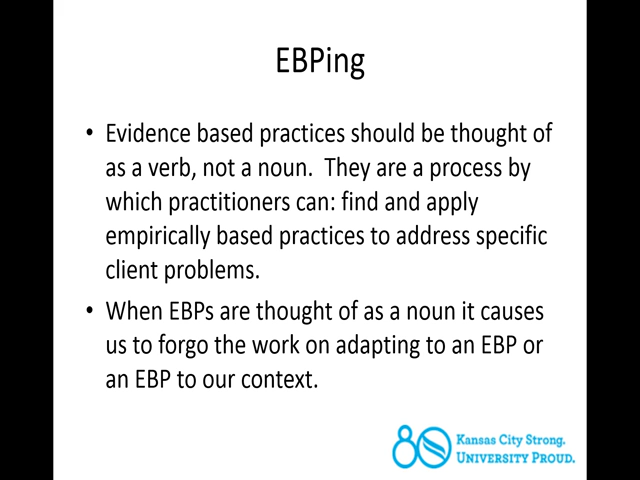 EBPing
• Evidence based practices should be thought of
as a verb, not a noun.  They are a process by
which practitioners can: find and apply
empirically based practices to address specific
client problems.
• When EBPs are thought of as a noun it causes
us to forgo the work on adapting to an EBP or
an EBP to our context.
80
Kansas City Strong.
UNIVERSITY PROUD.